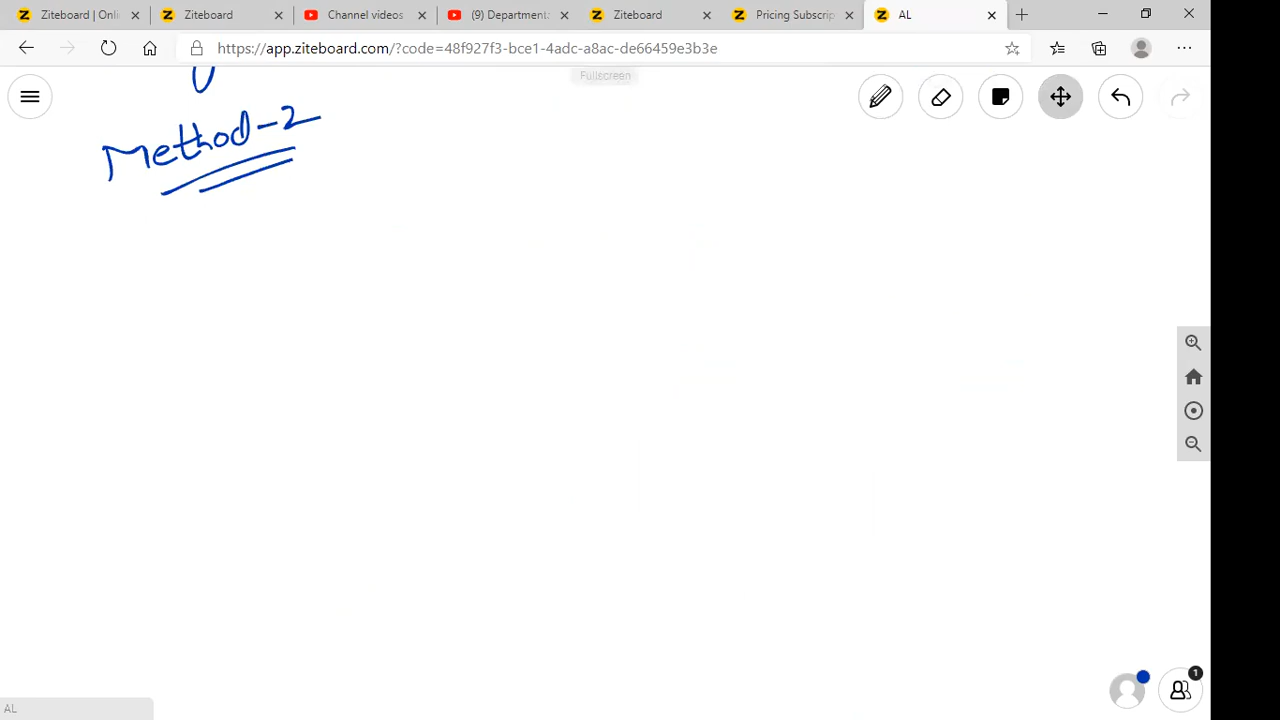 Ziteboard | Onli
Ziteboard
Channel videos
(9) Department
Ziteboard
Pricing Subscrip
AL
https://app.ziteboard.com/?code=48f927f3-bce1-4adc-a8ac-de66459e3b3e
Fullscreen
Method-2
1
AL